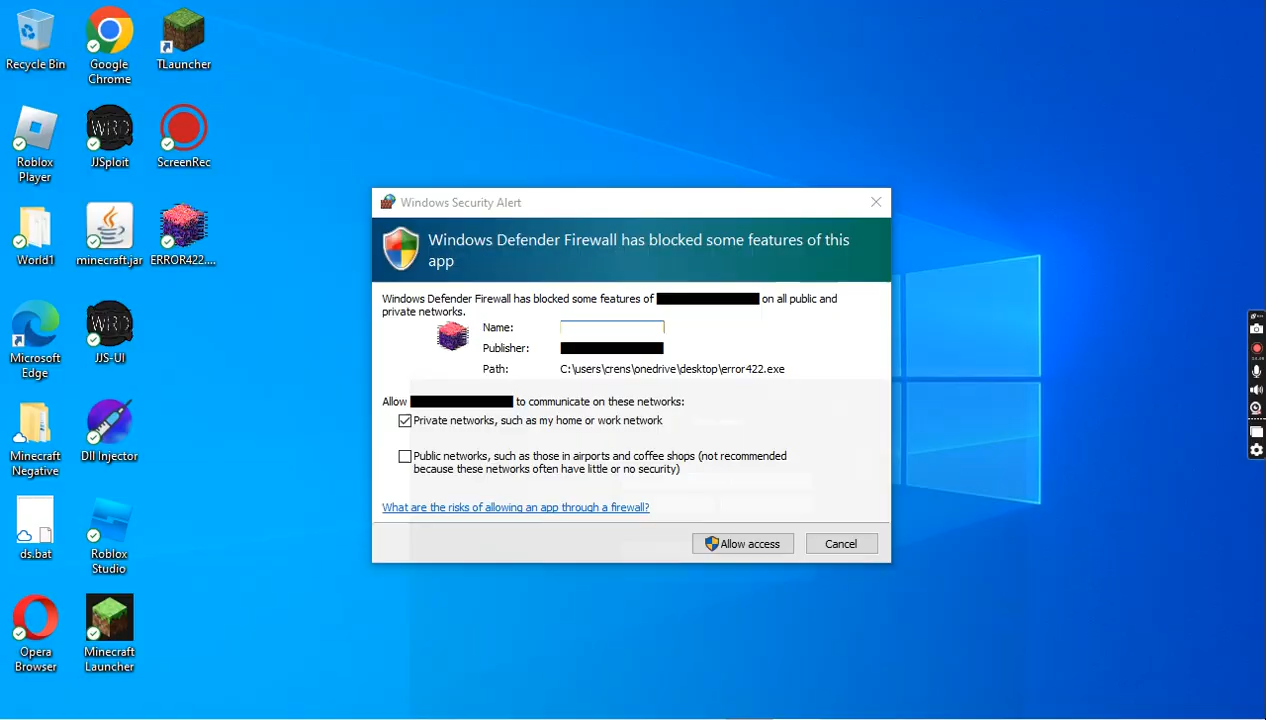 Recycle Bin
Google
Chrome
TLauncher
Roblox
Player
WRD
JJSploit
ScreenRec
World1
minecraft.jar
ERROR422....
Microsoft
Edge
WRD
JJS-UI
Minecraft
Negative
Dll Injector
ds.bat
Roblox
Studio
Opera
Browser
Minecraft
Launcher
Windows Security Alert
Windows Defender Firewall has blocked some features of this
app
Windows Defender Firewall has blocked some features of on all public and
private networks.
Name:
Publisher:
Path: C:\users\crens\onedrive\desktop\error422.exe
Allow to communicate on these networks:
Private networks, such as my home or work network
Public networks, such as those in airports and coffee shops (not recommended
because these networks often have little or no security)
What are the risks of allowing an app through a firewall?
Allow access
Cancel